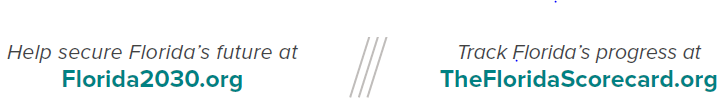 Help secure Florida's future at
Florida2030.org
Track Florida's progress at
TheFloridaScorecard.org